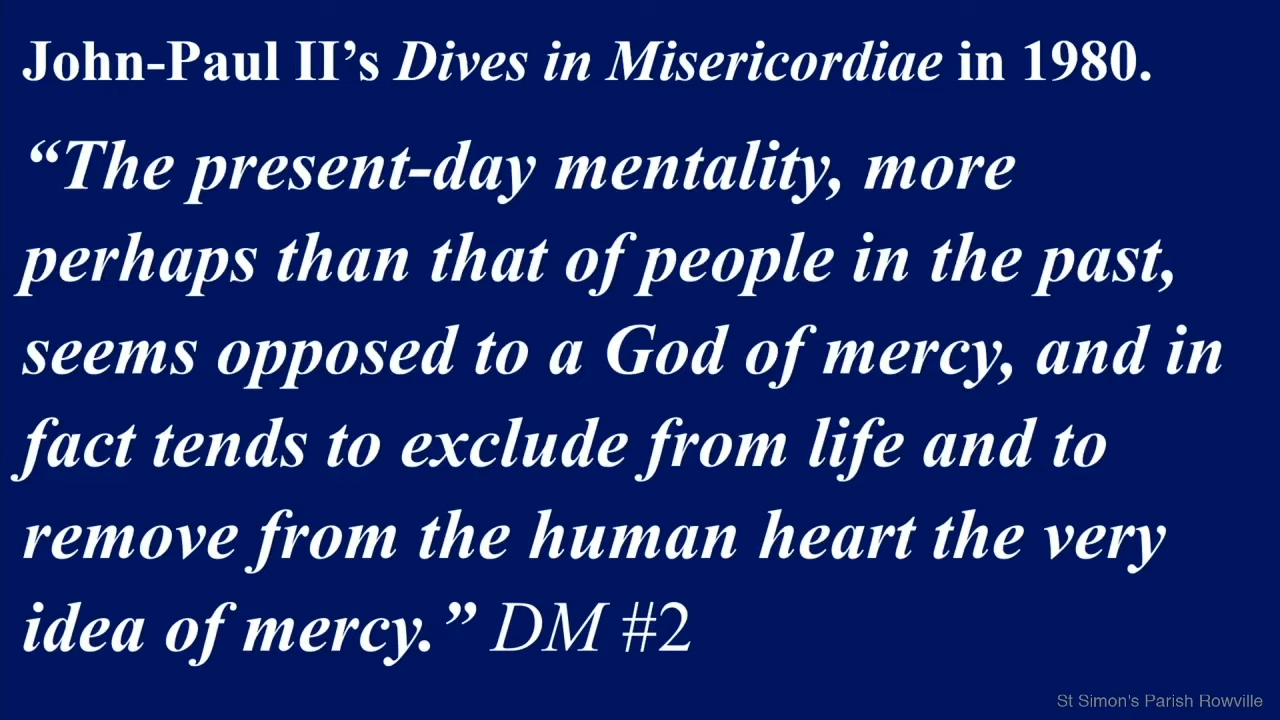 John-Paul II’s Dives in Misericordiae in 1980.
“The present-day mentality, more
perhaps than that of people in the past,
seems opposed to a God of mercy, and in
fact tends to exclude from life and to
remove from the human heart the very
idea of mercy.” DM #2
St Simon's Parish Rowville